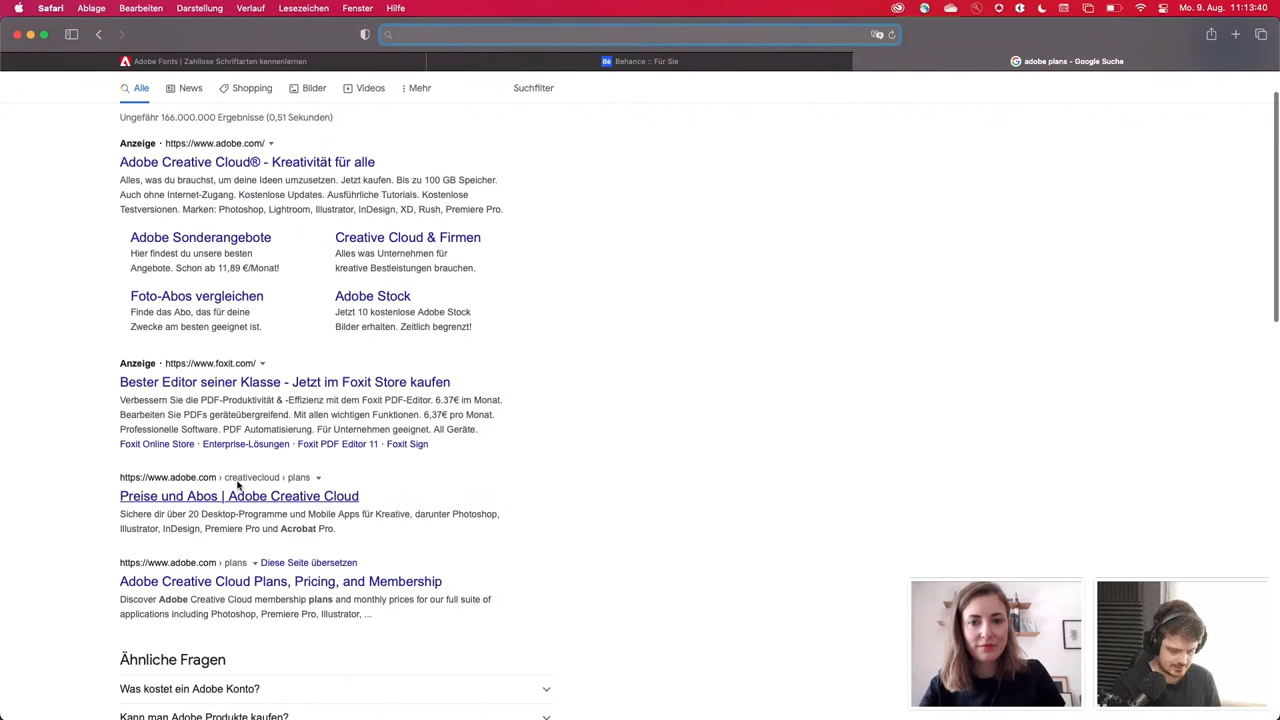 Safari Ablage Bearbeiten Darstellung Verlauf Lesezeichen Fenster Hilfe Mo. 9. Aug. 11:13:40
Adobe Fonts | Zahllose Schriftarten kennenlernen
Behance :: Für Sie
adobe plans - Google Suche
Alle News Shopping Bilder Videos Mehr Suchfilter
Ungefähr 166.000.000 Ergebnisse (0,51 Sekunden)
Anzeige · https://www.adobe.com/
Adobe Creative Cloud® - Kreativität für alle
Alles, was du brauchst, um deine Ideen umzusetzen. Jetzt kaufen. Bis zu 100 GB Speicher.
Auch ohne Internet-Zugang. Kostenlose Updates. Ausführliche Tutorials. Kostenlose
Testversionen. Marken: Photoshop, Lightroom, Illustrator, InDesign, XD, Rush, Premiere Pro.
Adobe Sonderangebote
Hier findest du unsere besten
Angebote. Schon ab 11,89 €/Monat!
Creative Cloud & Firmen
Alles was Unternehmen für
kreative Bestleistungen brauchen.
Foto-Abos vergleichen
Finde das Abo, das für deine
Zwecke am besten geeignet ist.
Adobe Stock
Jetzt 10 kostenlose Adobe Stock
Bilder erhalten. Zeitlich begrenzt!
Anzeige · https://www.foxit.com/
Bester Editor seiner Klasse - Jetzt im Foxit Store kaufen
Verbessern Sie die PDF-Produktivität & -Effizienz mit dem Foxit PDF-Editor. 6.37€ im Monat.
Bearbeiten Sie PDFs geräteübergreifend. Mit allen wichtigen Funktionen. 6,37€ pro Monat.
Professionelle Software. PDF Automatisierung. Für Unternehmen geeignet. All Geräte.
Foxit Online Store · Enterprise-Lösungen · Foxit PDF Editor 11 · Foxit Sign
https://www.adobe.com › creativecloud › plans
Preise und Abos | Adobe Creative Cloud
Sichere dir über 20 Desktop-Programme und Mobile Apps für Kreative, darunter Photoshop,
Illustrator, InDesign, Premiere Pro und Acrobat Pro.
https://www.adobe.com › plans Diese Seite übersetzen
Adobe Creative Cloud Plans, Pricing, and Membership
Discover Adobe Creative Cloud membership plans and monthly prices for our full suite of
applications including Photoshop, Premiere Pro, Illustrator, ...
Ähnliche Fragen
Was kostet ein Adobe Konto?
Kann man Adobe Produkte kaufen?